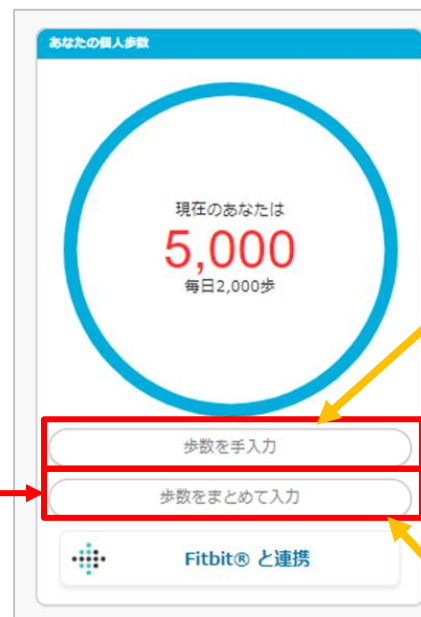 あなたの個人歩数
現在のあなたは
5,000
毎日2,000歩
歩数を手入力
歩数をまとめて入力
Fitbit® と連携